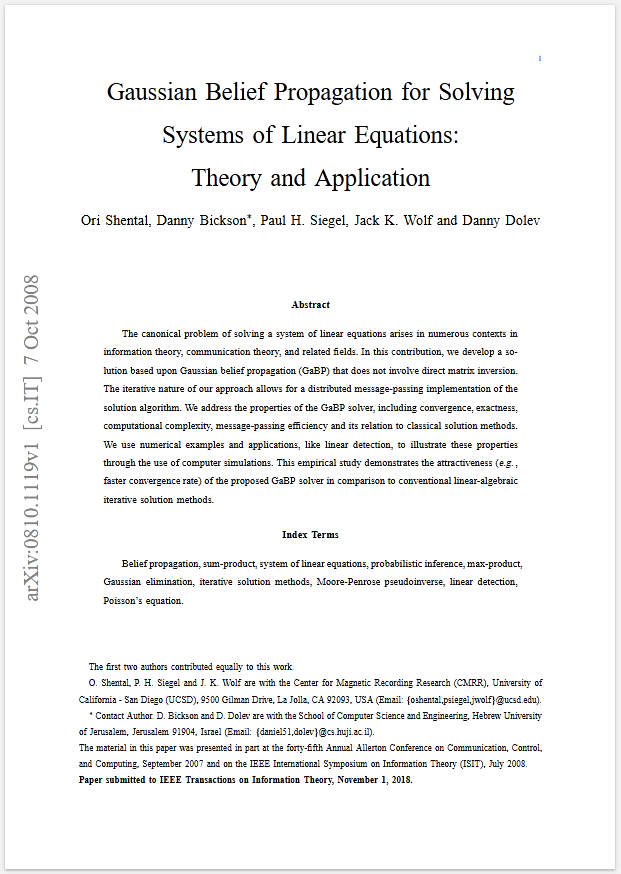 1
Gaussian Belief Propagation for Solving
Systems of Linear Equations:
Theory and Application
Ori Shental, Danny Bickson*, Paul H. Siegel, Jack K. Wolf and Danny Dolev
Abstract
The canonical problem of solving a system of linear equations arises in numerous contexts in
information theory, communication theory, and related fields. In this contribution, we develop a so-
lution based upon Gaussian belief propagation (GaBP) that does not involve direct matrix inversion.
The iterative nature of our approach allows for a distributed message-passing implementation of the
solution algorithm. We address the properties of the GaBP solver, including convergence, exactness,
computational complexity, message-passing efficiency and its relation to classical solution methods.
We use numerical examples and applications, like linear detection, to illustrate these properties
through the use of computer simulations. This empirical study demonstrates the attractiveness (e.g.,
faster convergence rate) of the proposed GaBP solver in comparison to conventional linear-algebraic
iterative solution methods.
Index Terms
Belief propagation, sum-product, system of linear equations, probabilistic inference, max-product,
Gaussian elimination, iterative solution methods, Moore-Penrose pseudoinverse, linear detection,
Poisson's equation.
The first two authors contributed equally to this work.
O. Shental, P. H. Siegel and J. K. Wolf are with the Center for Magnetic Recording Research (CMRR), University of
California - San Diego (UCSD), 9500 Gilman Drive, La Jolla, CA 92093, USA (Email: {oshental,psiegel,jwolf}@ucsd.edu).
* Contact Author. D. Bickson and D. Dolev are with the School of Computer Science and Engineering, Hebrew University
of Jerusalem, Jerusalem 91904, Israel (Email: {daniel51,dolev}@cs.huji.ac.il).
The material in this paper was presented in part at the forty-fifth Annual Allerton Conference on Communication, Control,
and Computing, September 2007 and on the IEEE International Symposium on Information Theory (ISIT), July 2008.
Paper submitted to IEEE Transactions on Information Theory, November 1, 2018.
arXiv:0810.1119v1 [cs.IT] 7 Oct 2008